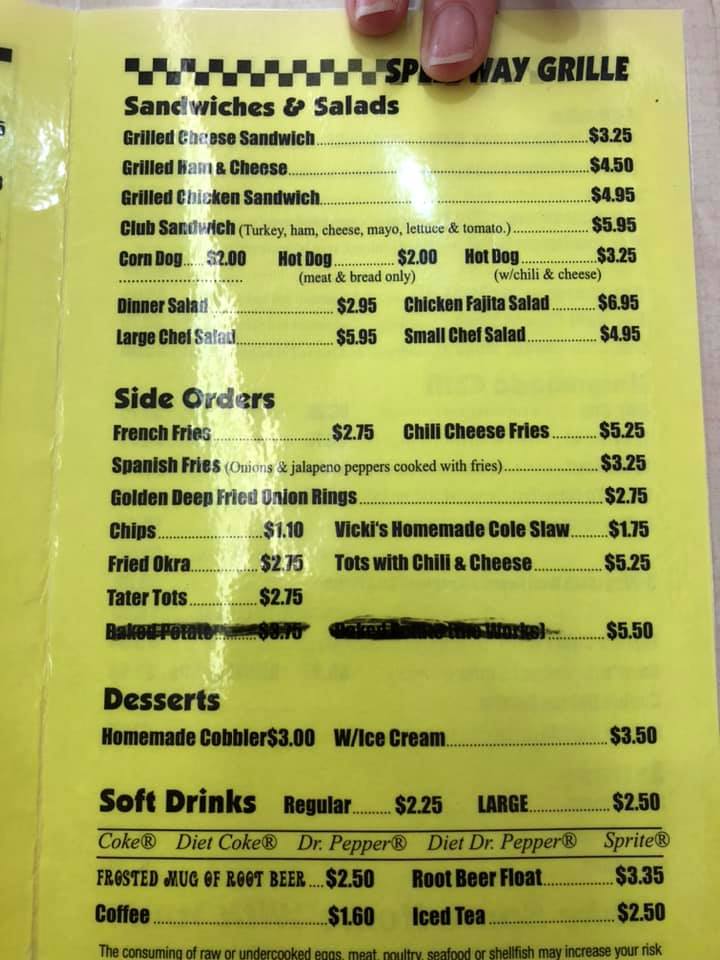 SPEEDWAY GRILLE
Sandwiches & Salads
Grilled Cheese Sandwich $3.25
Grilled Ham & Cheese $4.50
Grilled Chicken Sandwich $4.95
Club Sandwich (Turkey, ham, cheese, mayo, lettuce & tomato.) $5.95
Corn Dog $2.00 Hot Dog $2.00 Hot Dog $3.25
(meat & bread only) (w/chili & cheese)
Dinner Salad $2.95 Chicken Fajita Salad $6.95
Large Chef Salad $5.95 Small Chef Salad $4.95
Side Orders
French Fries $2.75 Chili Cheese Fries $5.25
Spanish Fries (Onions & jalapeno peppers cooked with fries) $3.25
Golden Deep Fried Onion Rings $2.75
Chips $1.10 Vicki's Homemade Cole Slaw $1.75
Fried Okra $2.75 Tots with Chili & Cheese $5.25
Tater Tots $2.75
Baked Potato $3.75 Baked Potato (the Works) $5.50
Desserts
Homemade Cobbler $3.00 W/Ice Cream $3.50
Soft Drinks Regular $2.25 LARGE $2.50
Coke® Diet Coke® Dr. Pepper® Diet Dr. Pepper® Sprite®
FROSTED MUG OF ROOT BEER $2.50 Root Beer Float $3.35
Coffee $1.60 Iced Tea $2.50
The consuming of raw or undercooked eggs, meat, poultry, seafood or shellfish may increase your risk